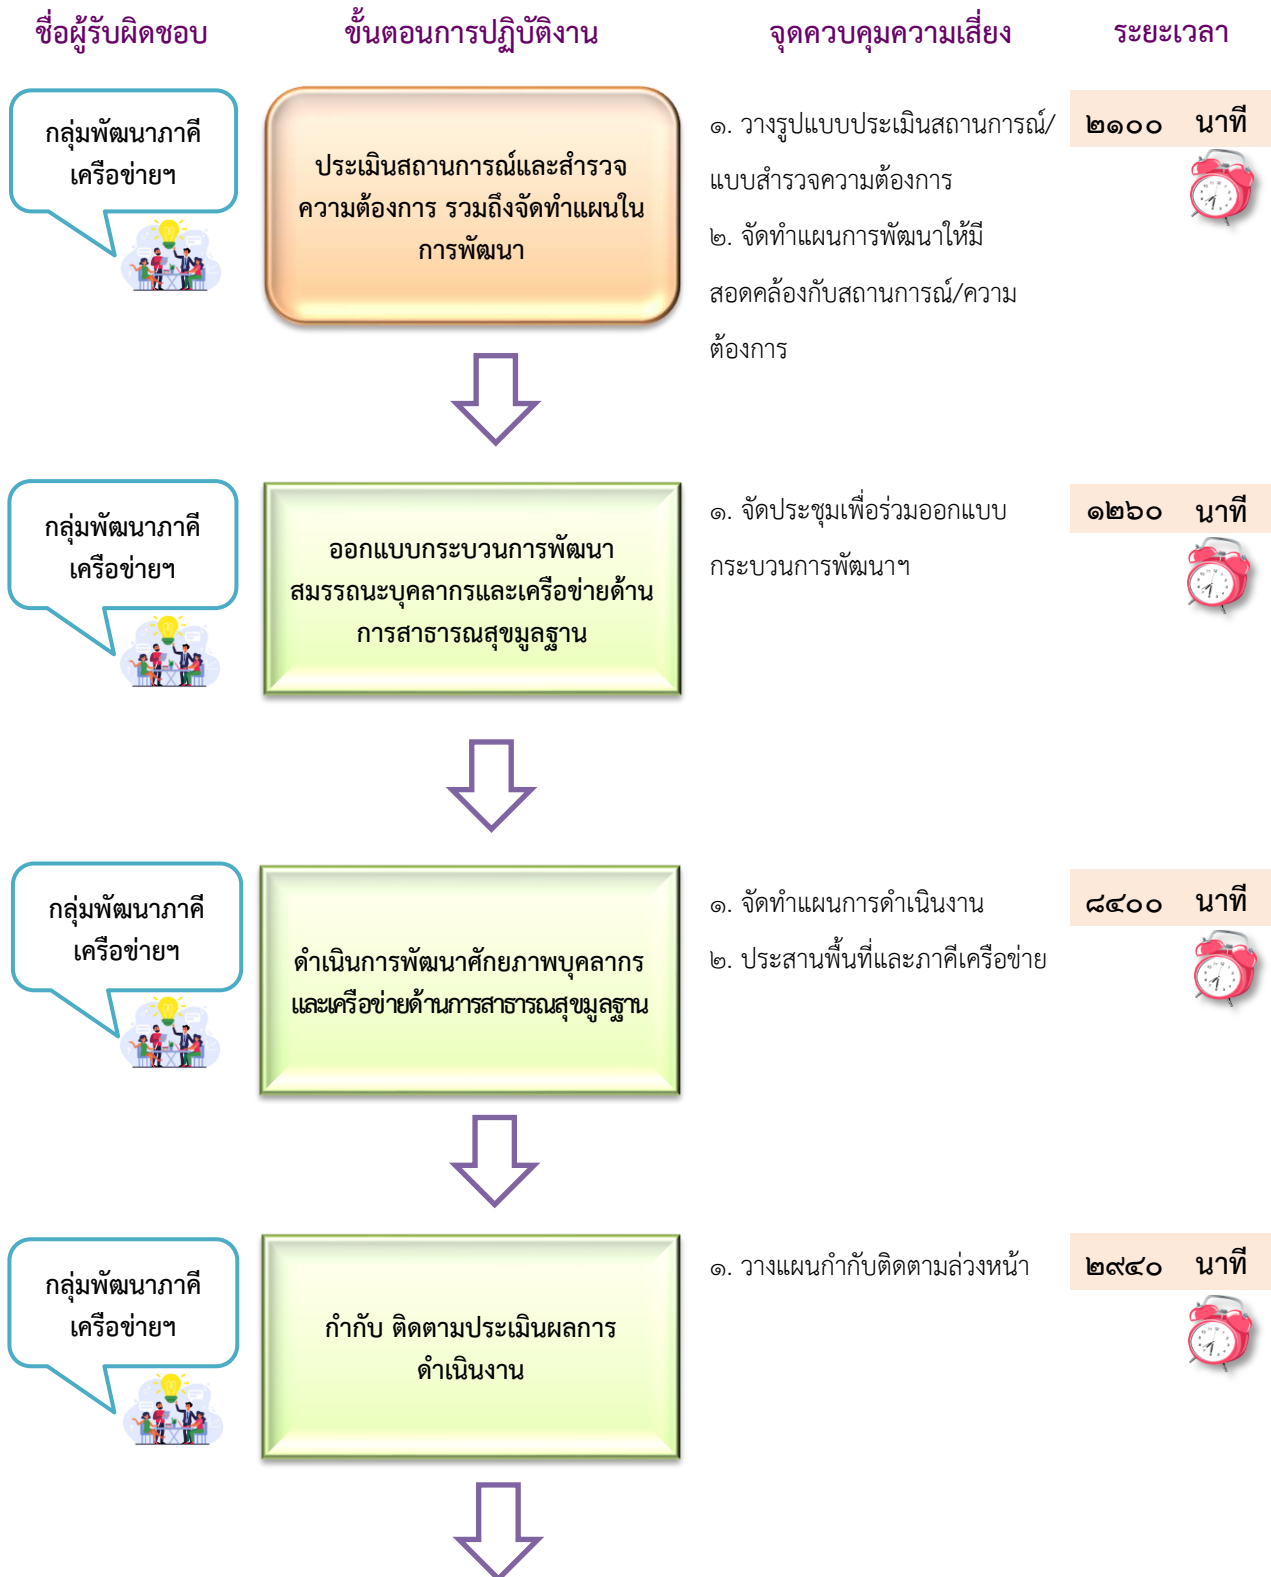 ชื่อผู้รับผิดชอบ ขั้นตอนการปฏิบัติงาน จุดควบคุมความเสี่ยง ระยะเวลา
กลุ่มพัฒนาภาคี
เครือข่ายฯ
ประเมินสถานการณ์และสำรวจ
ความต้องการ รวมถึงจัดทำแผนใน
การพัฒนา
๑. วางรูปแบบประเมินสถานการณ์/
แบบสำรวจความต้องการ
๒. จัดทำแผนการพัฒนาให้มี
สอดคล้องกับสถานการณ์/ความ
ต้องการ
๒๑๐๐ นาที
กลุ่มพัฒนาภาคี
เครือข่ายฯ
ออกแบบกระบวนการพัฒนา
สมรรถนะบุคลากรและเครือข่ายด้าน
การสาธารณสุขมูลฐาน
๑. จัดประชุมเพื่อร่วมออกแบบ
กระบวนการพัฒนาฯ
๑๒๖๐ นาที
กลุ่มพัฒนาภาคี
เครือข่ายฯ
ดำเนินการพัฒนาศักยภาพบุคลากร
และเครือข่ายด้านการสาธารณสุขมูลฐาน
๑. จัดทำแผนการดำเนินงาน
๒. ประสานพื้นที่และภาคีเครือข่าย
๘๔๐๐ นาที
กลุ่มพัฒนาภาคี
เครือข่ายฯ
กำกับ ติดตามประเมินผลการ
ดำเนินงาน
๑. วางแผนกำกับติดตามล่วงหน้า
๒๙๔๐ นาที